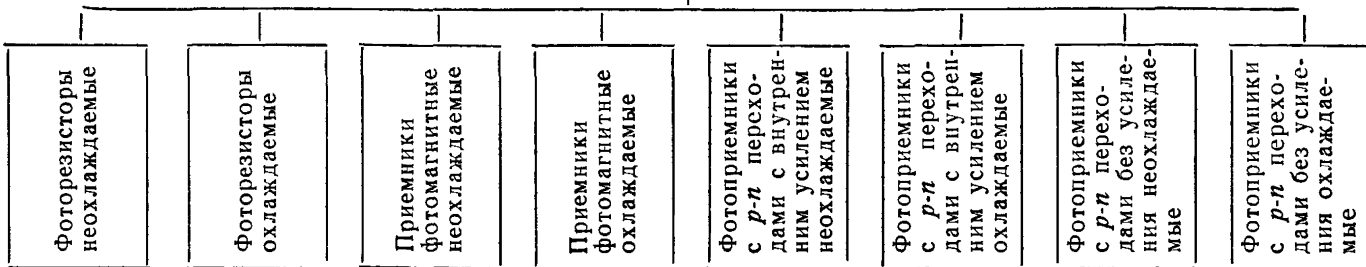 Фоторезисторы
неохлаждаемые
Фоторезисторы
охлаждаемые
Приемники
фотомагнитные
неохлаждаемые
Приемники
фотомагнитные
охлаждаемые
Фотоприемники
с p-n перехо-
дами с внутрен-
ним усилением
неохлаждаемые
Фотоприемники
с p-n перехо-
дами с внутрен-
ним усилением
охлаждаемые
Фотоприемники
с p-n перехо-
дами без усиле-
ния неохлаждае-
мые
Фотоприемники
с p-n перехо-
дами без усиле-
ния охлаждае-
мые